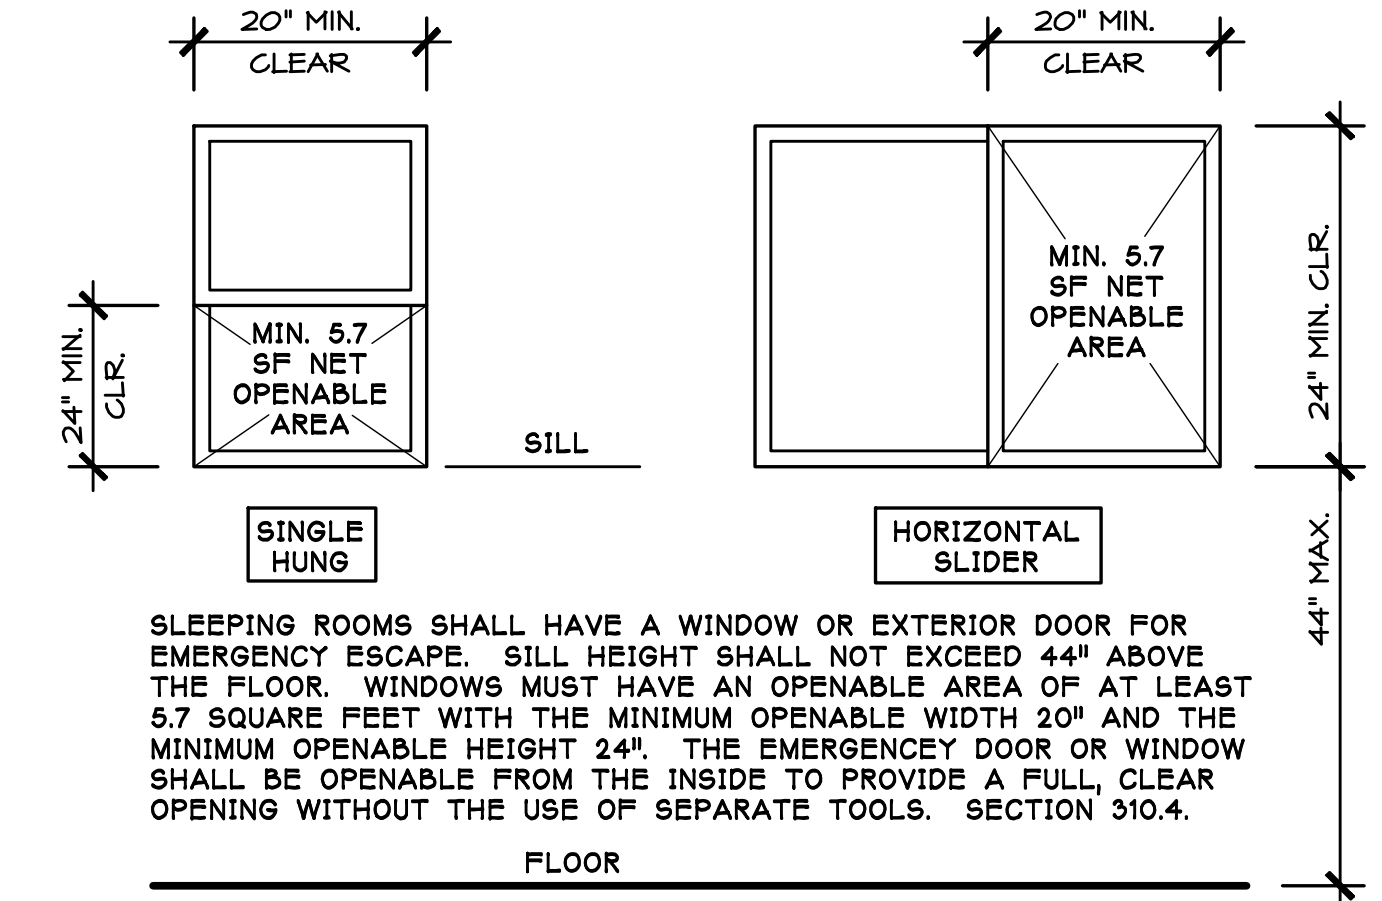 20" MIN.
CLEAR
20" MIN.
CLEAR
MIN. 5.7
SF NET
OPENABLE
AREA
24" MIN.
CLR.
SILL
MIN. 5.7
SF NET
OPENABLE
AREA
24" MIN. CLR.
SINGLE
HUNG
HORIZONTAL
SLIDER
44" MAX.
SLEEPING ROOMS SHALL HAVE A WINDOW OR EXTERIOR DOOR FOR
EMERGENCY ESCAPE. SILL HEIGHT SHALL NOT EXCEED 44" ABOVE
THE FLOOR. WINDOWS MUST HAVE AN OPENABLE AREA OF AT LEAST
5.7 SQUARE FEET WITH THE MINIMUM OPENABLE WIDTH 20" AND THE
MINIMUM OPENABLE HEIGHT 24". THE EMERGENCEY DOOR OR WINDOW
SHALL BE OPENABLE FROM THE INSIDE TO PROVIDE A FULL, CLEAR
OPENING WITHOUT THE USE OF SEPARATE TOOLS. SECTION 310.4.
FLOOR